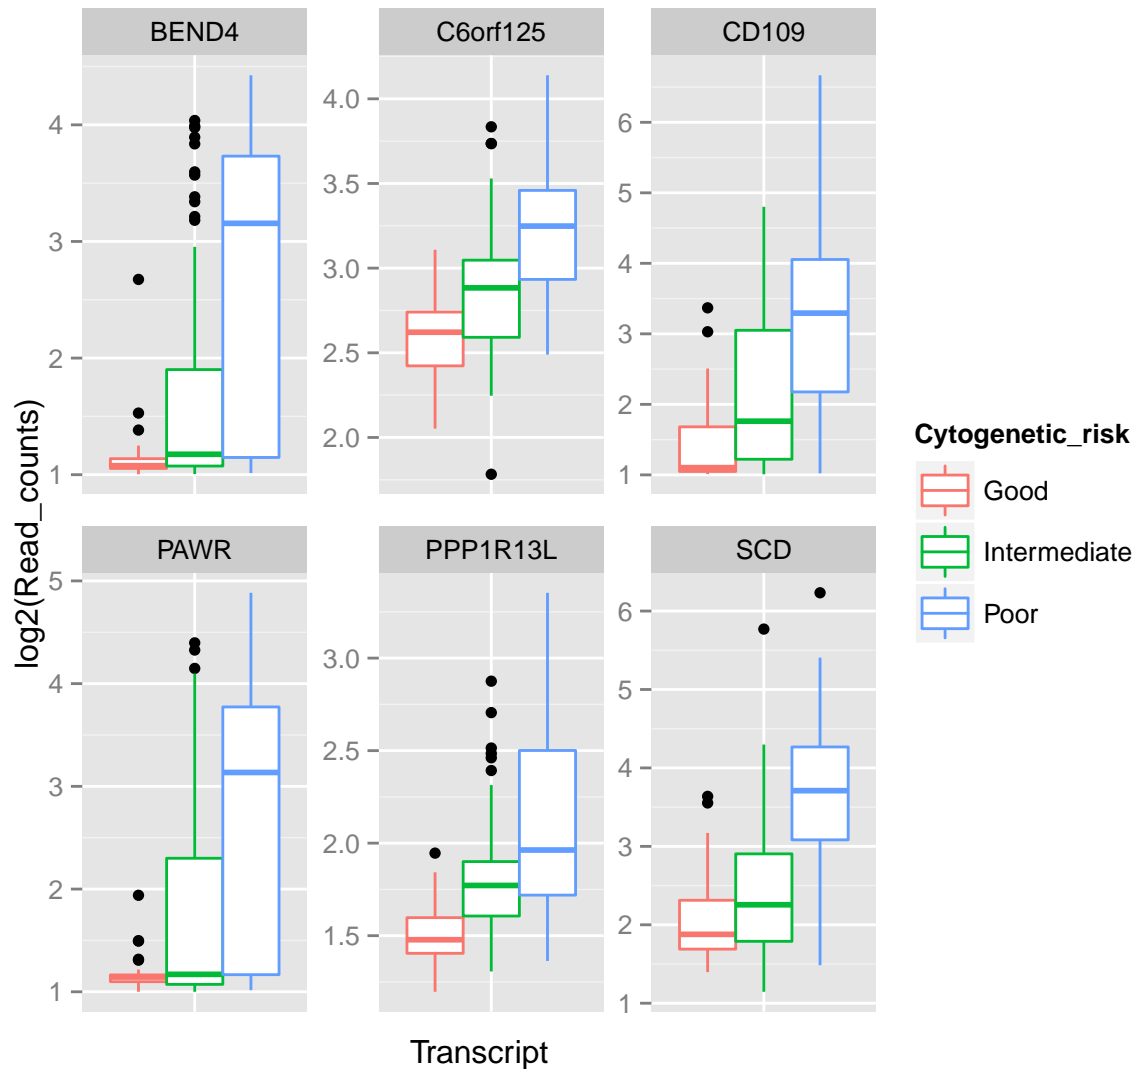 BEND4
C6orf125
CD109
4
3
2
1
4.0
3.5
3.0
2.5
2.0
6
5
4
3
2
1
PAWR
PPP1R13L
SCD
5
4
3
2
1
3.0
2.5
2.0
1.5
6
5
4
3
2
1
log2(Read_counts)
Transcript
Cytogenetic_risk
Good
Intermediate
Poor